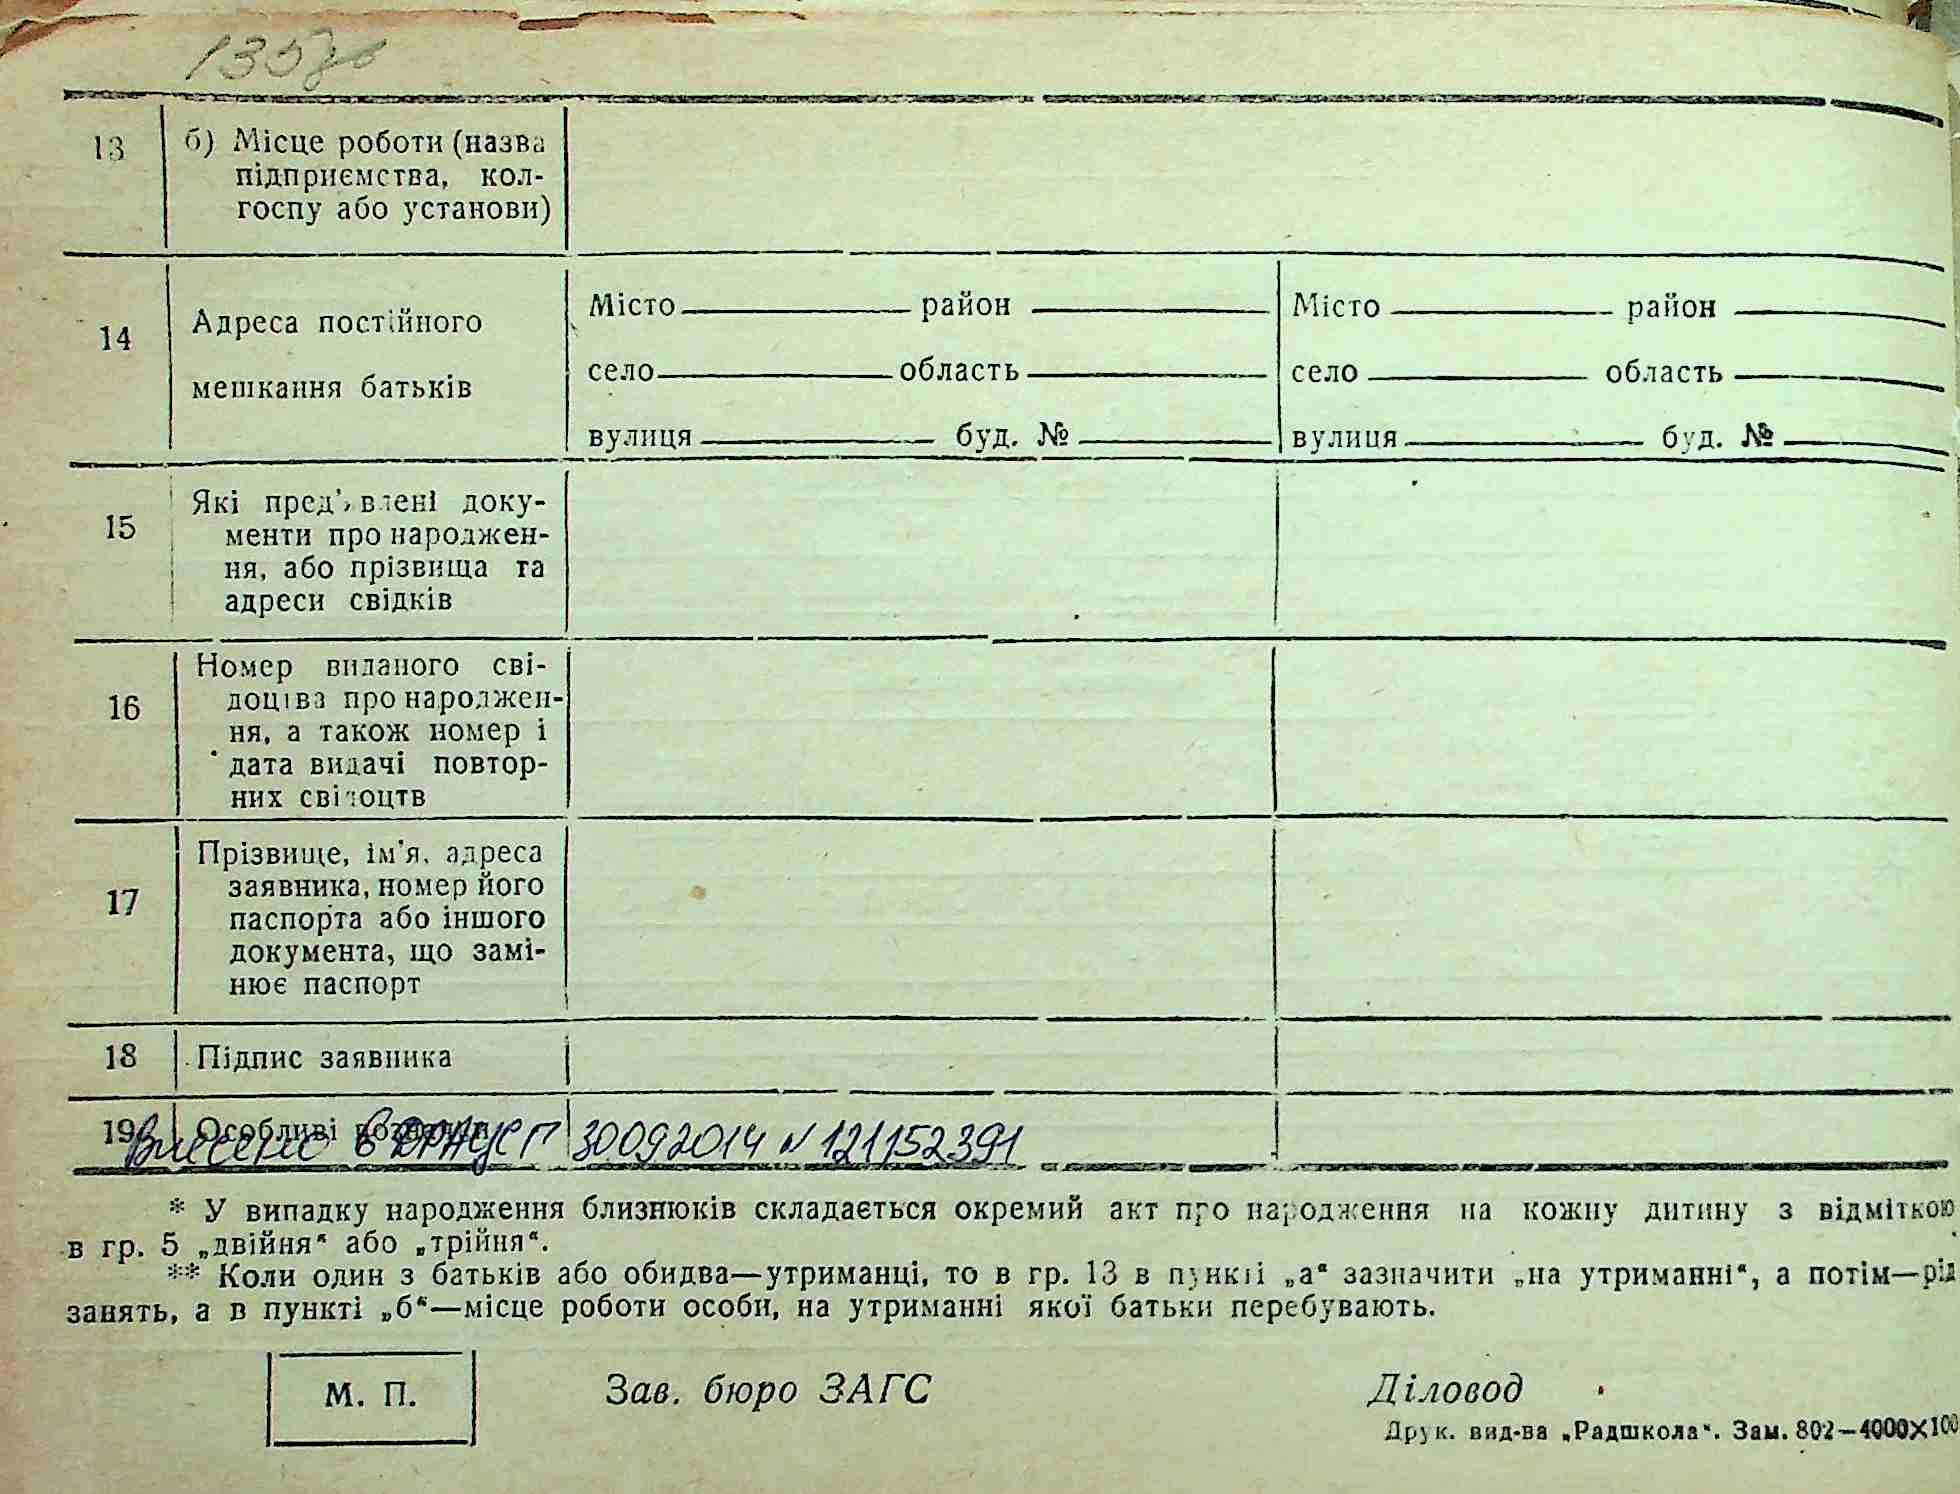 135зв
13 б) Місце роботи (назва
підприємства, кол-
госпу або установи)
14 Адреса постійного
мешкання батьків
Місто район
село область
вулиця буд. №
Місто район
село область
вулиця буд. №
15 Які пред'явлені доку-
менти про народжен-
ня, або прізвища та
адреси свідків
16 Номер виданого сві-
доцтва про народжен-
ня, а також номер і
дата видачі повтор-
них свідоцтв
17 Прізвище, ім'я, адреса
заявника, номер його
паспорта або іншого
документа, що замі-
нює паспорт
18 Підпис заявника
19 Особливі
Внесено в ДРАЦСГ 30092014 N 121152391
* У випадку народження близнюків складається окремий акт про народження на кожну дитину з відміткою
в гр. 5 „двійня“ або „трійня“.
** Коли один з батьків або обидва—утриманці, то в гр. 13 в пункті „а“ зазначити „на утриманні“, а потім—рід
занять, а в пункті „б“—місце роботи особи, на утриманні якої батьки перебувають.
М. П.
Зав. бюро ЗАГС
Діловод
Друк. вид-ва „Радшкола“. Зам. 802—4000×100